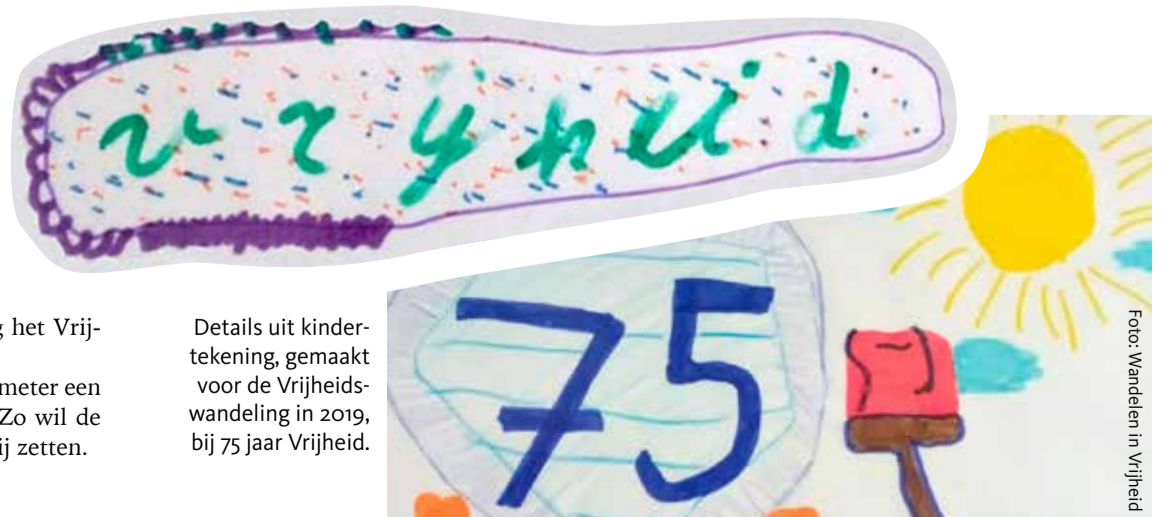 vryheid
g het Vrij-
meter een
Zo wil de
ij zetten.
Details uit kinder-
tekening, gemaakt
voor de Vrijheids-
wandeling in 2019,
bij 75 jaar Vrijheid.
75
Foto: Wandelen in Vrijheid